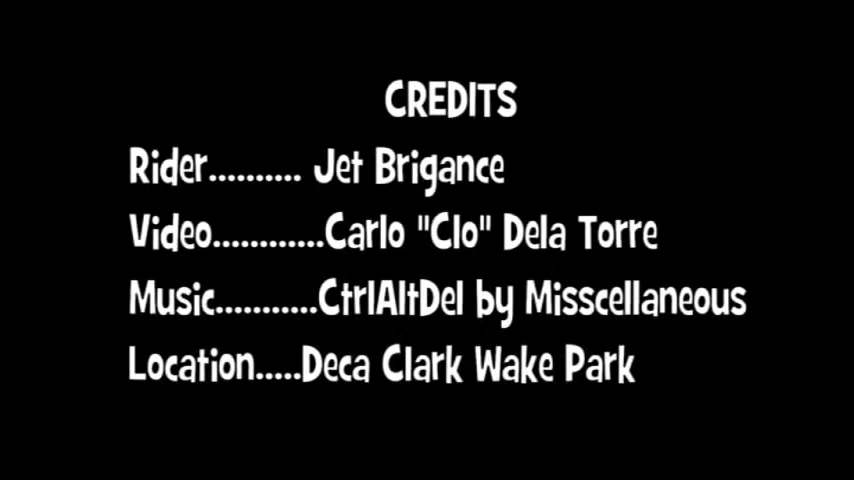 CREDITS
Rider.......... Jet Brigance
Video............Carlo "Clo" Dela Torre
Music...........CtrlAltDel by Misscellaneous
Location.....Deca Clark Wake Park